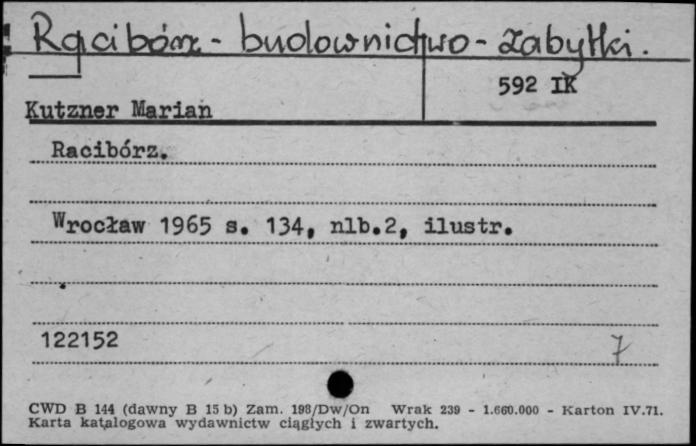 Racibórz - budownictwo - zabytki.
592 IK
Kutzner Marian
Racibórz.
Wrocław 1965 s. 134, nlb.2, ilustr.
122152
7
CWD B 144 (dawny B 15 b) Zam. 198/Dw/On Wrak 239 - 1.660.000 - Karton IV.71.
Karta katalogowa wydawnictw ciągłych i zwartych.